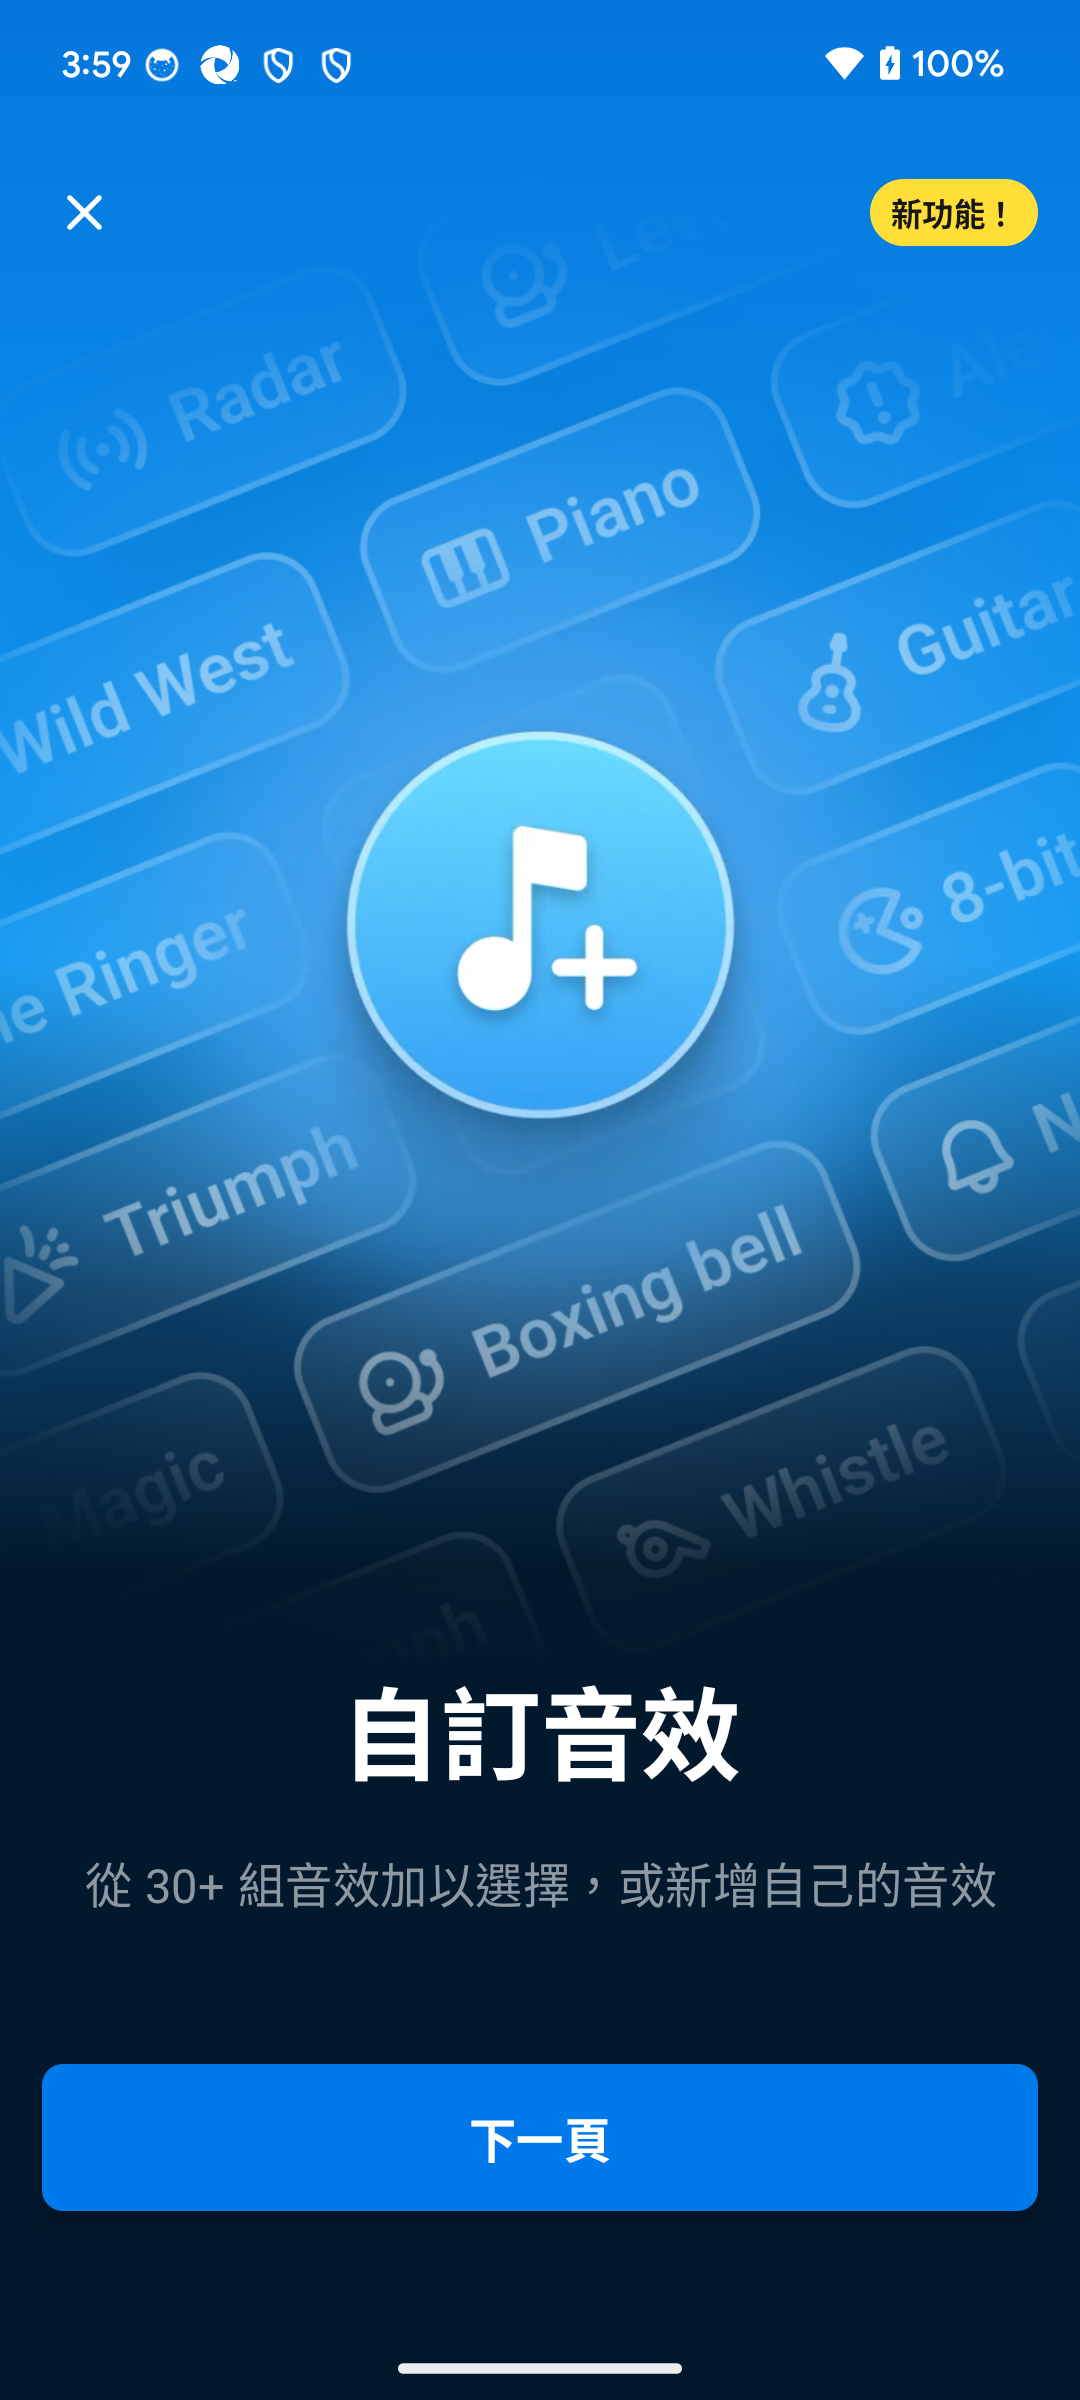 3:59
100%
新功能！
Radar
Piano
Guitar
Wild West
8-bit
Ringer
Triumph
Boxing bell
Magic
Whistle
自訂音效
從 30+ 組音效加以選擇，或新增自己的音效
下一頁